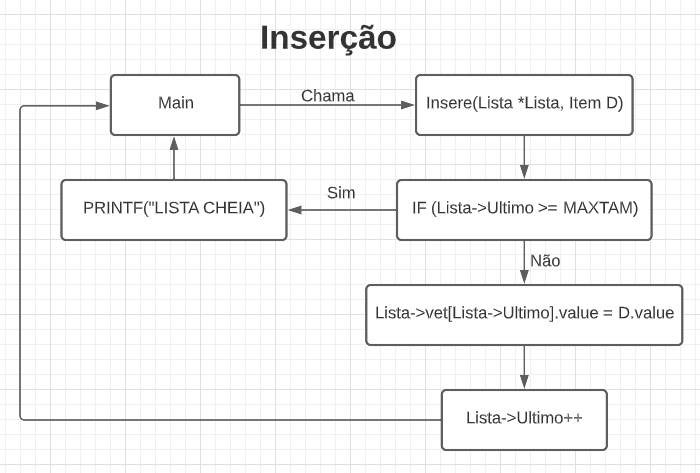 Inserção
Main
Chama
Insere(Lista *Lista, Item D)
PRINTF("LISTA CHEIA")
Sim
IF (Lista->Ultimo >= MAXTAM)
Não
Lista->vet[Lista->Ultimo].value = D.value
Lista->Ultimo++